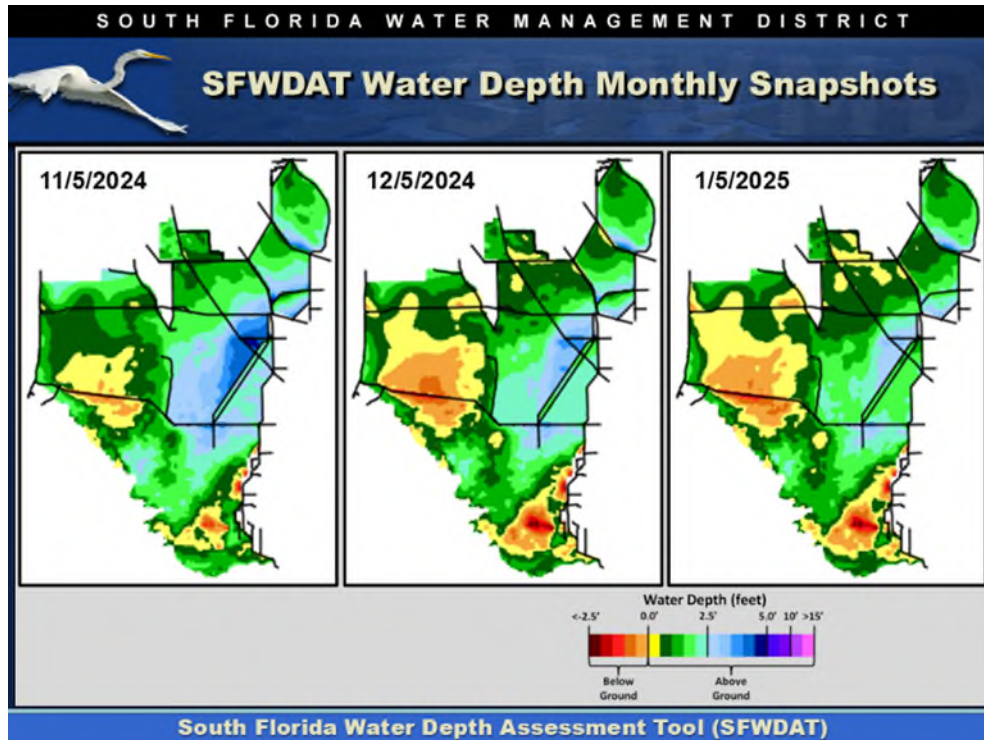 SOUTH FLORIDA WATER MANAGEMENT DISTRICT
SFWDAT Water Depth Monthly Snapshots
11/5/2024
12/5/2024
1/5/2025
Water Depth (feet)
<-2.5' 0.0' 2.5' 5.0' 10' >15'
Below Ground
Above Ground
South Florida Water Depth Assessment Tool (SFWDAT)